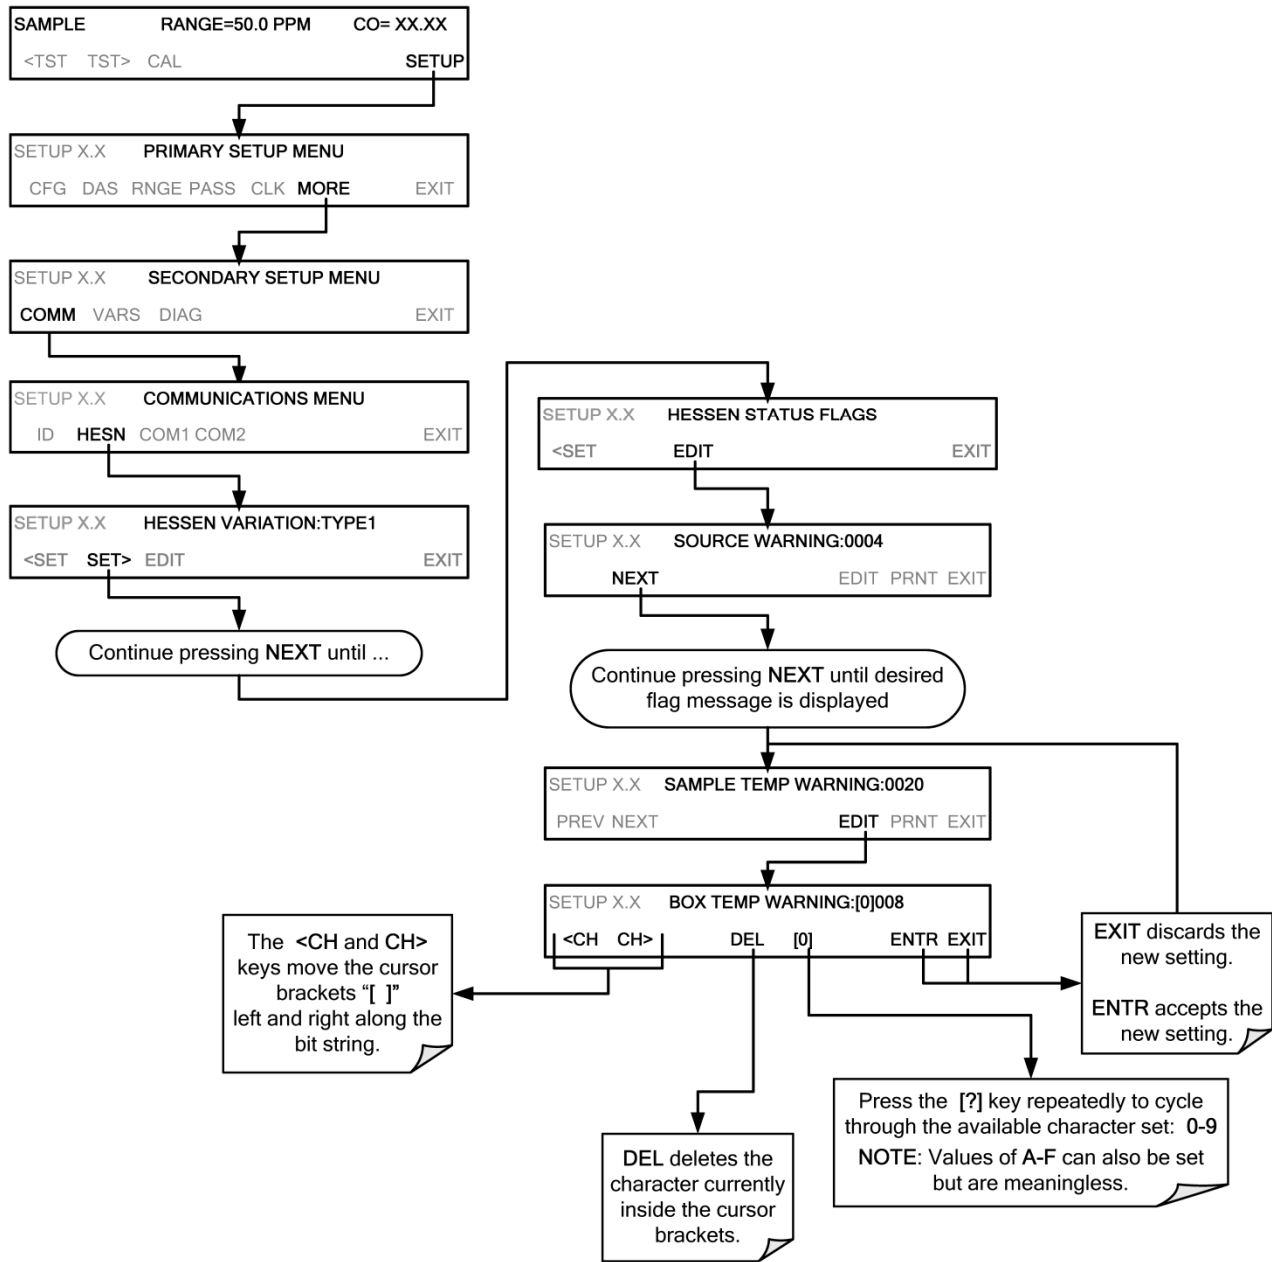 SAMPLE RANGE=50.0 PPM CO= XX.XX
<TST TST> CAL SETUP
SETUP X.X PRIMARY SETUP MENU
CFG DAS RNGE PASS CLK MORE EXIT
SETUP X.X SECONDARY SETUP MENU
COMM VARS DIAG EXIT
SETUP X.X COMMUNICATIONS MENU
ID HESN COM1 COM2 EXIT
SETUP X.X HESSEN VARIATION:TYPE1
<SET SET> EDIT EXIT
Continue pressing NEXT until ...
SETUP X.X HESSEN STATUS FLAGS
<SET EDIT EXIT
SETUP X.X SOURCE WARNING:0004
NEXT EDIT PRNT EXIT
Continue pressing NEXT until desired
flag message is displayed
SETUP X.X SAMPLE TEMP WARNING:0020
PREV NEXT EDIT PRNT EXIT
SETUP X.X BOX TEMP WARNING:[0]008
<CH CH> DEL [0] ENTR EXIT
The <CH and CH>
keys move the cursor
brackets “[ ]”
left and right along the
bit string.
EXIT discards the
new setting.
ENTR accepts the
new setting.
Press the [?] key repeatedly to cycle
through the available character set: 0-9
NOTE: Values of A-F can also be set
but are meaningless.
DEL deletes the
character currently
inside the cursor
brackets.